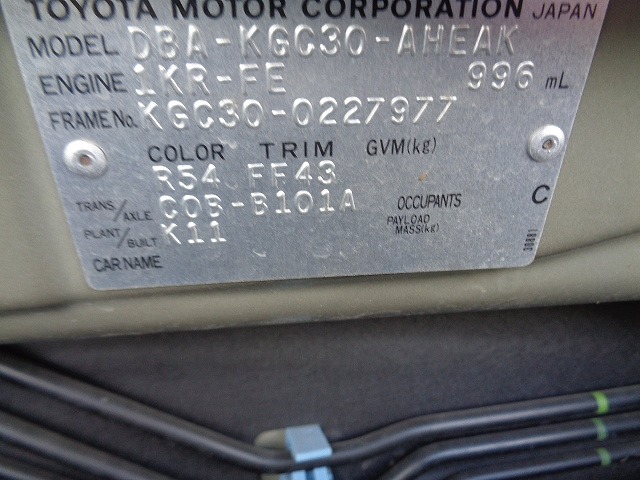 TOYOTA MOTOR CORPORATION JAPAN
MODEL DBA-KGC30-AHEAK
ENGINE 1KR-FE 996 mL
FRAME No. KGC30-0227977
COLOR TRIM GVM(kg)
R54 FF43
TRANS/AXLE C0B-B101A OCCUPANTS C
PLANT/BUILT K11 PAYLOAD MASS(kg)
CAR NAME